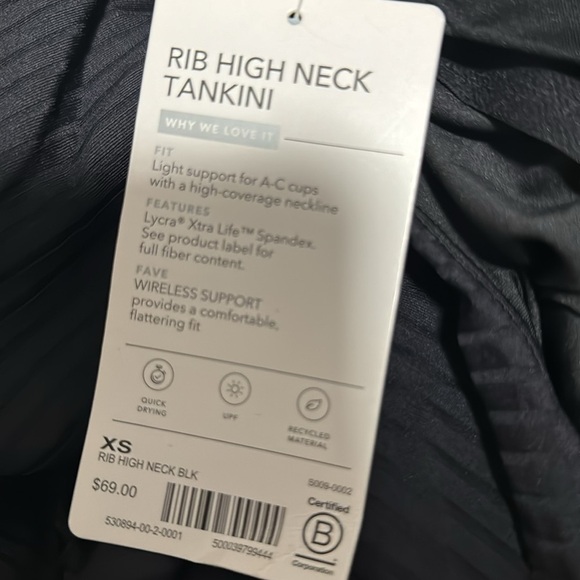 RIB HIGH NECK
TANKINI
WHY WE LOVE IT
FIT
Light support for A-C cups
with a high-coverage neckline
FEATURES
Lycra® Xtra Life™ Spandex.
See product label for
full fiber content.
FAVE
WIRELESS SUPPORT
provides a comfortable,
flattering fit
QUICK
DRYING
UPF
RECYCLED
MATERIAL
XS
RIB HIGH NECK BLK
$69.00
S009-0002
530894-00-2-0001
500039799444
Certified
B
Corporation